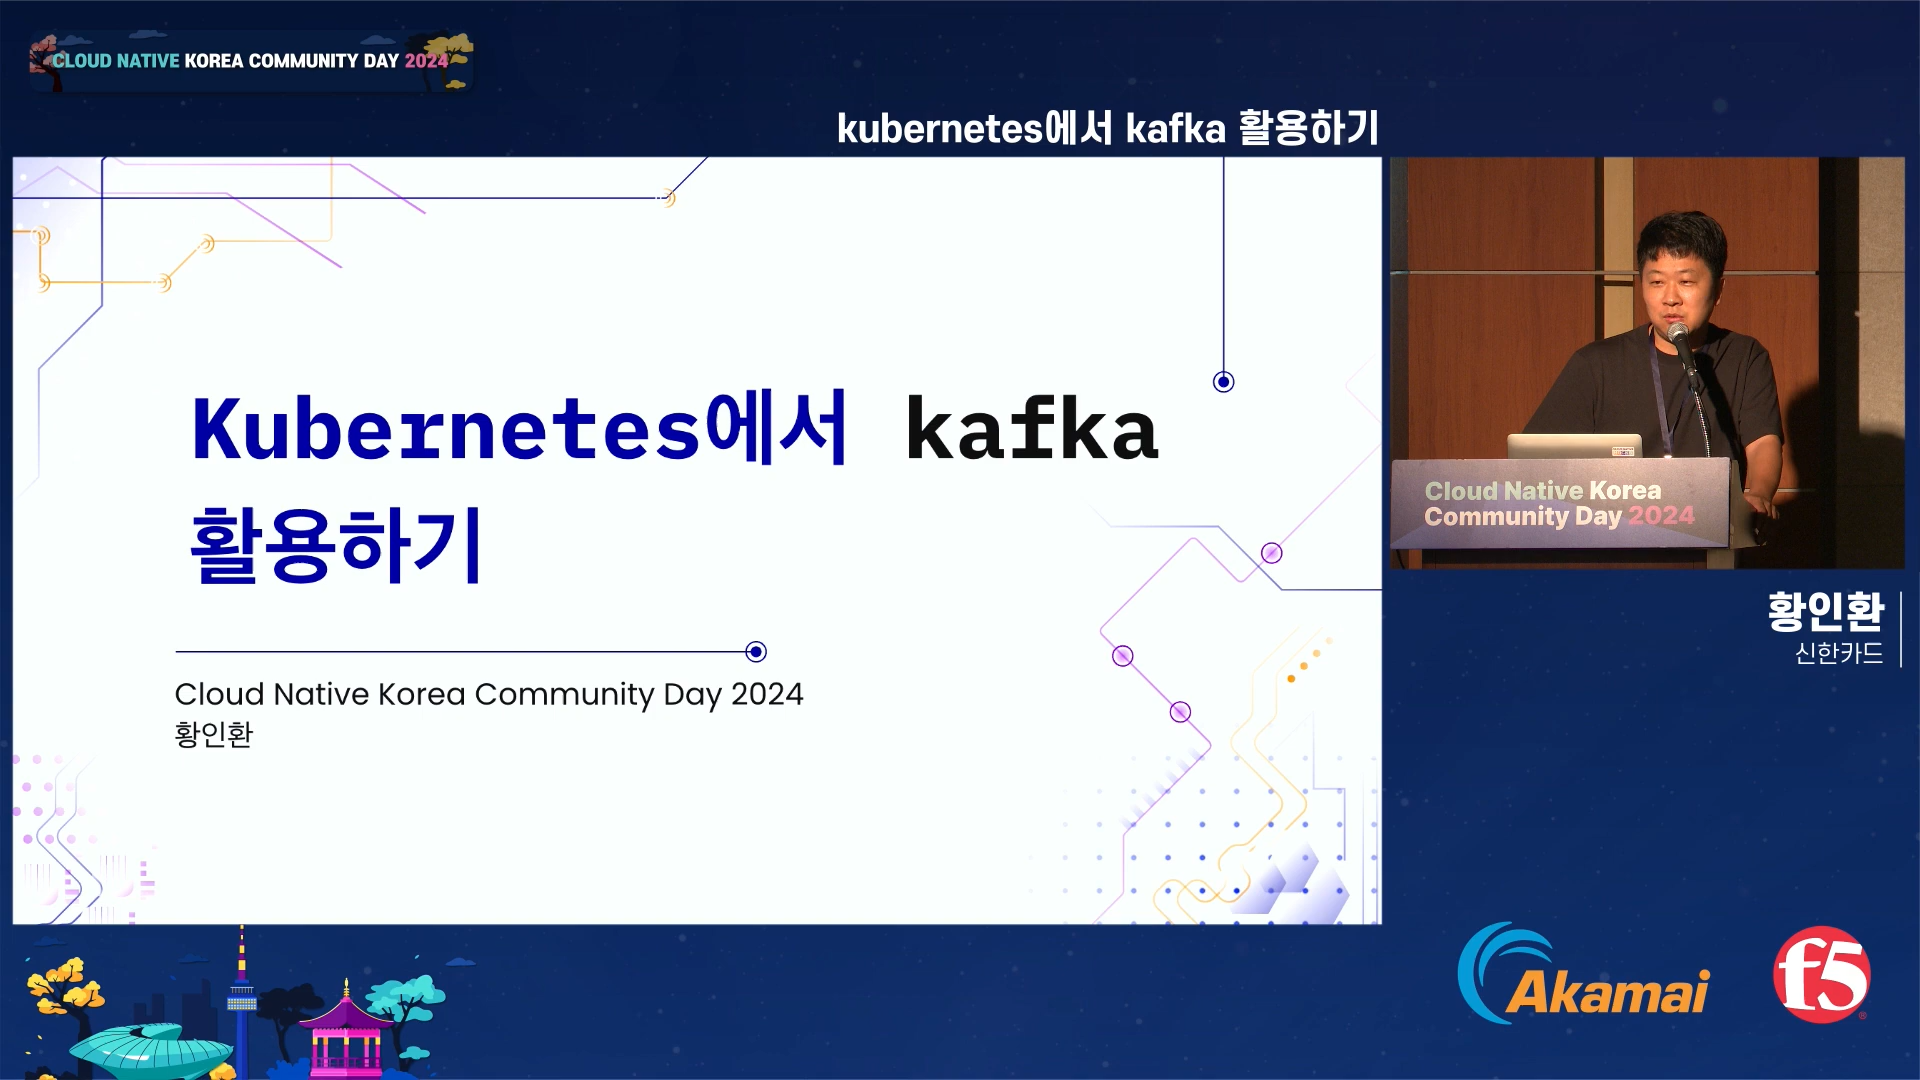 CLOUD NATIVE KOREA COMMUNITY DAY 2024
kubernetes에서 kafka 활용하기
Kubernetes에서 kafka
활용하기
Cloud Native Korea Community Day 2024
황인환
Cloud Native Korea
Community Day 2024
황인환
신한카드
Akamai
f5